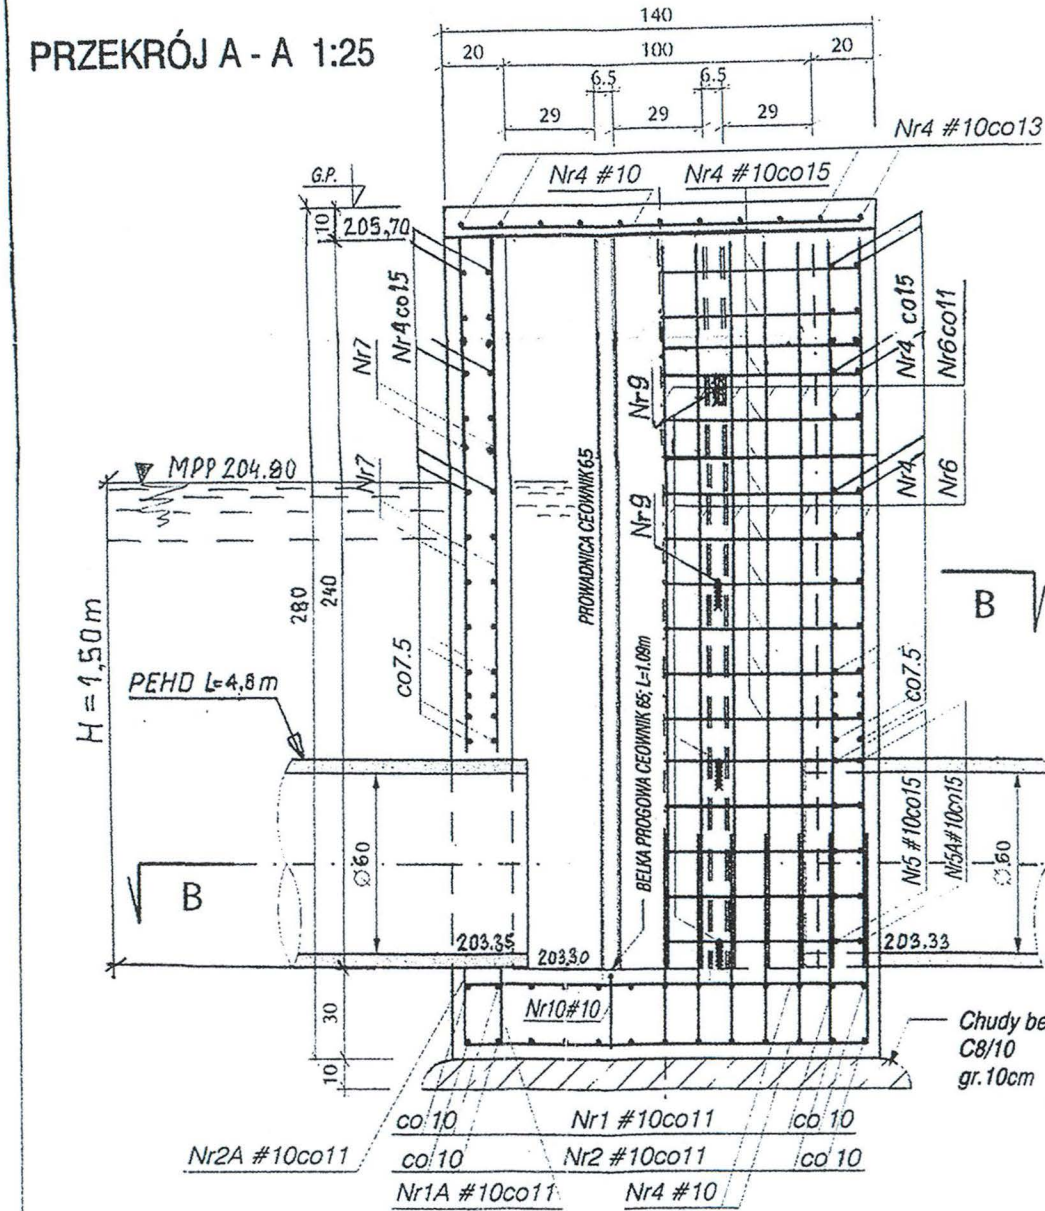 PRZEKRÓJ A - A 1:25
140
20 100 20
6.5 6.5
29 29 29
Nr4 #10co13
Nr4 #10 Nr4 #10co15
G.P.
205,70
10
Nr4co15
Nr7
Nr7
co7.5
280
240
MPP 204.80
H = 1,50m
PEHD L=4,8m
Ø60
B
PROWADNICA CEOWNIK 65
BELKA PROGOWA CEOWNIK 65; L=1.09m
Nr9
Nr9
Nr4 co15
Nr6co11
Nr4
Nr6
B
co7.5
Nr5 #10co15
Nr5A#10co15
Ø60
203.35
203.30
203.33
Nr10#10
30
10
Chudy be
C8/10
gr.10cm
co 10 Nr1 #10co11 co 10
Nr2A #10co11 co 10 Nr2 #10co11 co 10
Nr1A #10co11 Nr4 #10